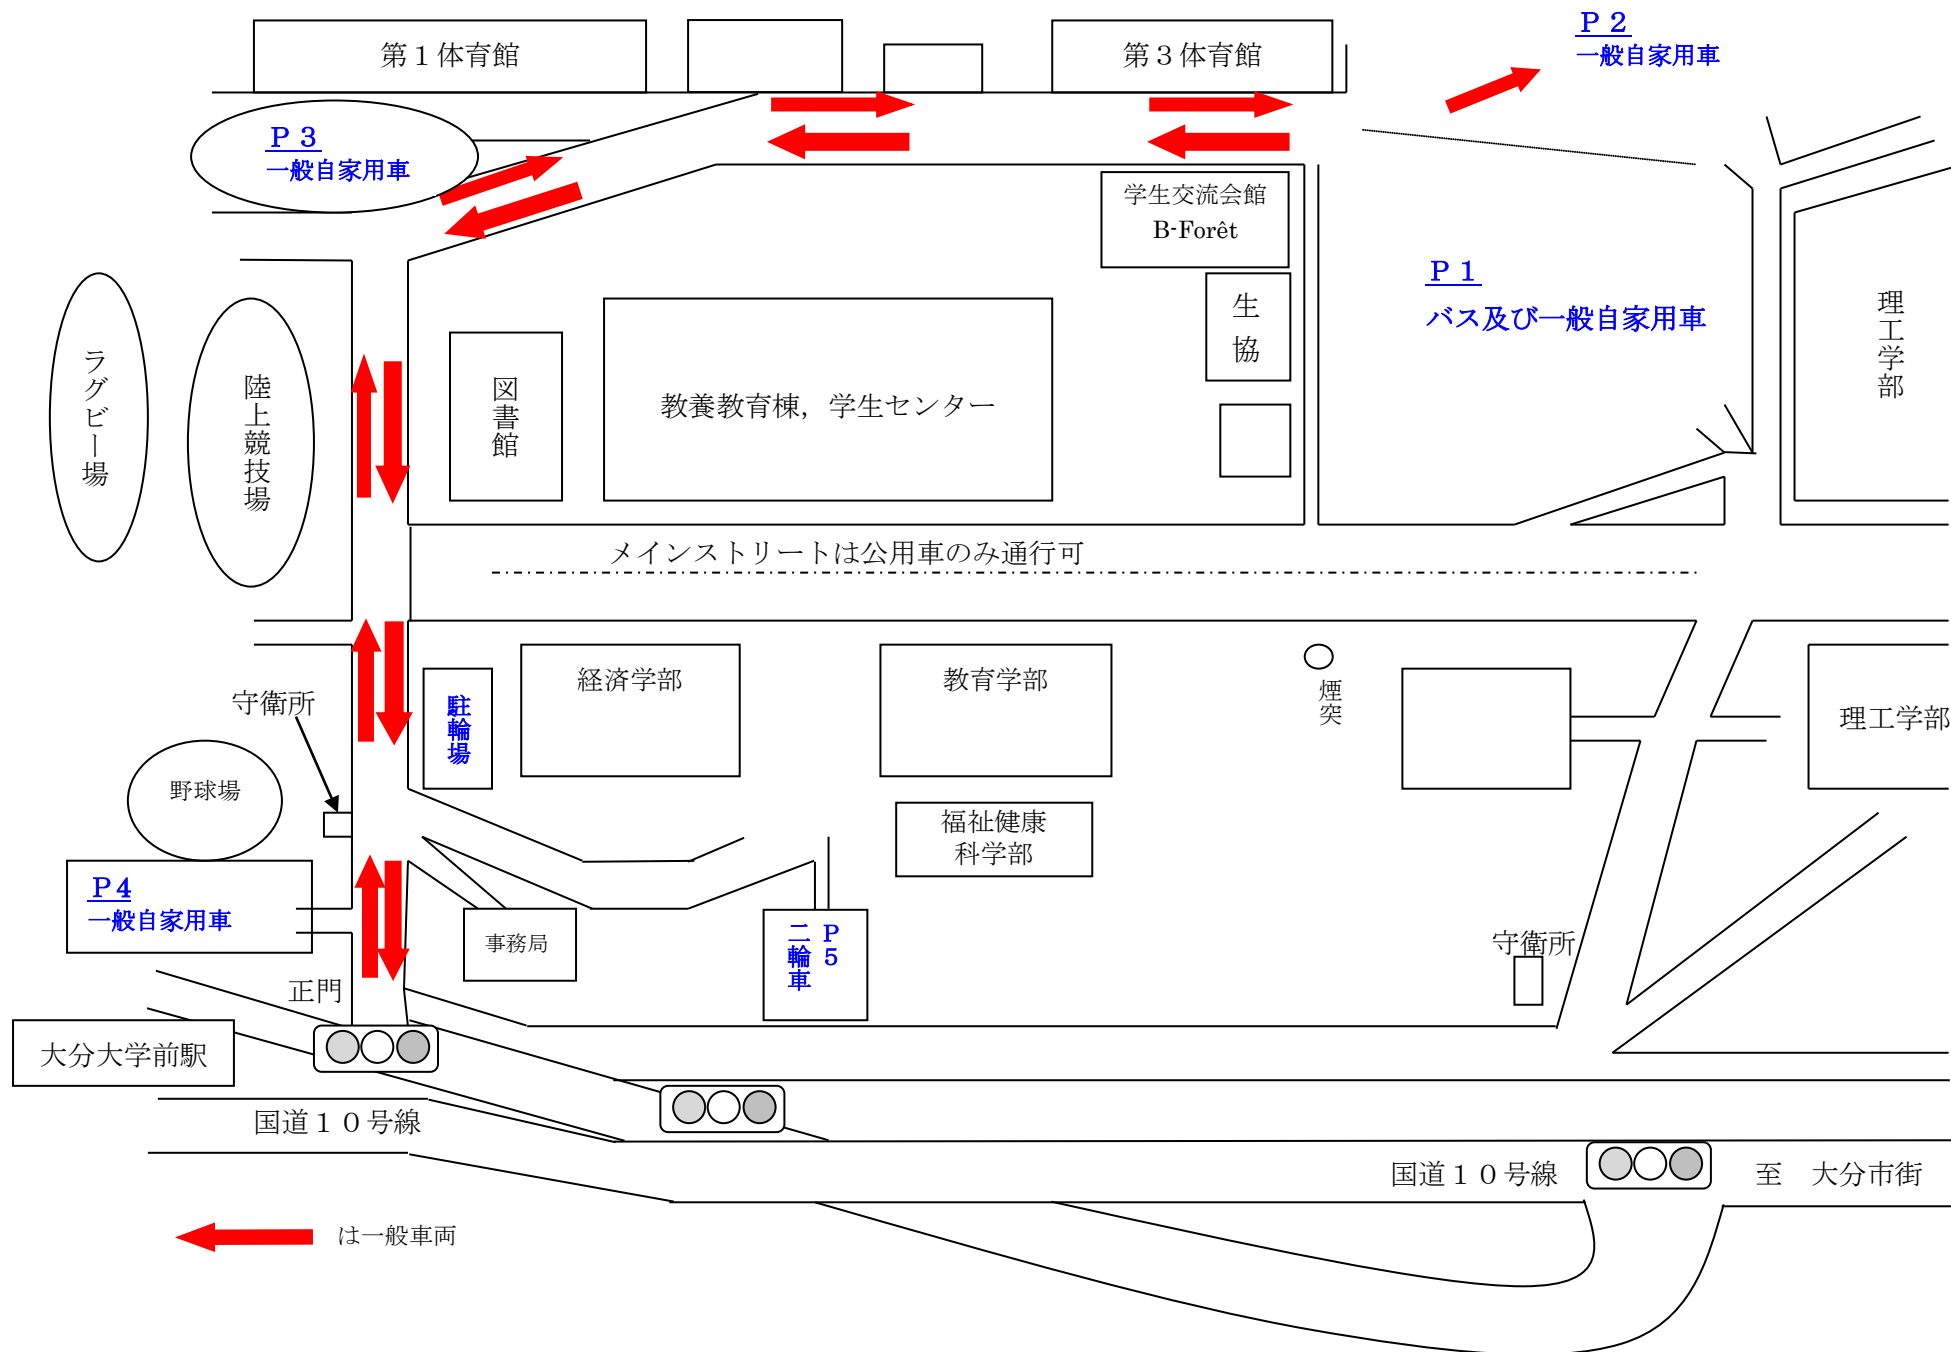 第１体育館
第３体育館
Ｐ２
一般自家用車
Ｐ３
一般自家用車
学生交流会館
B-Forêt
Ｐ１
バス及び一般自家用車
生協
理工学部
ラグビー場
陸上競技場
図書館
教養教育棟，学生センター
メインストリートは公用車のみ通行可
守衛所
駐輪場
経済学部
教育学部
煙突
理工学部
野球場
福祉健康
科学部
Ｐ4
一般自家用車
事務局
Ｐ５
二輪車
守衛所
正門
大分大学前駅
国道１０号線
国道１０号線
至　大分市街
は一般車両